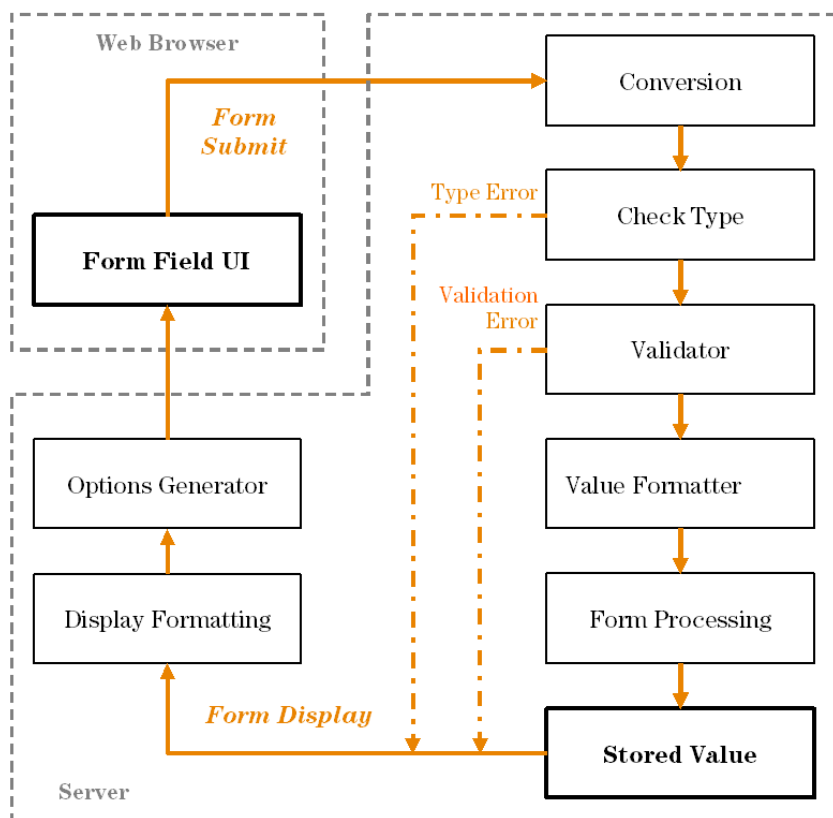 Web Browser
Form
Submit
Form Field UI
Conversion
Type Error
Check Type
Validation
Error
Validator
Options Generator
Value Formatter
Display Formatting
Form Processing
Form Display
Stored Value
Server